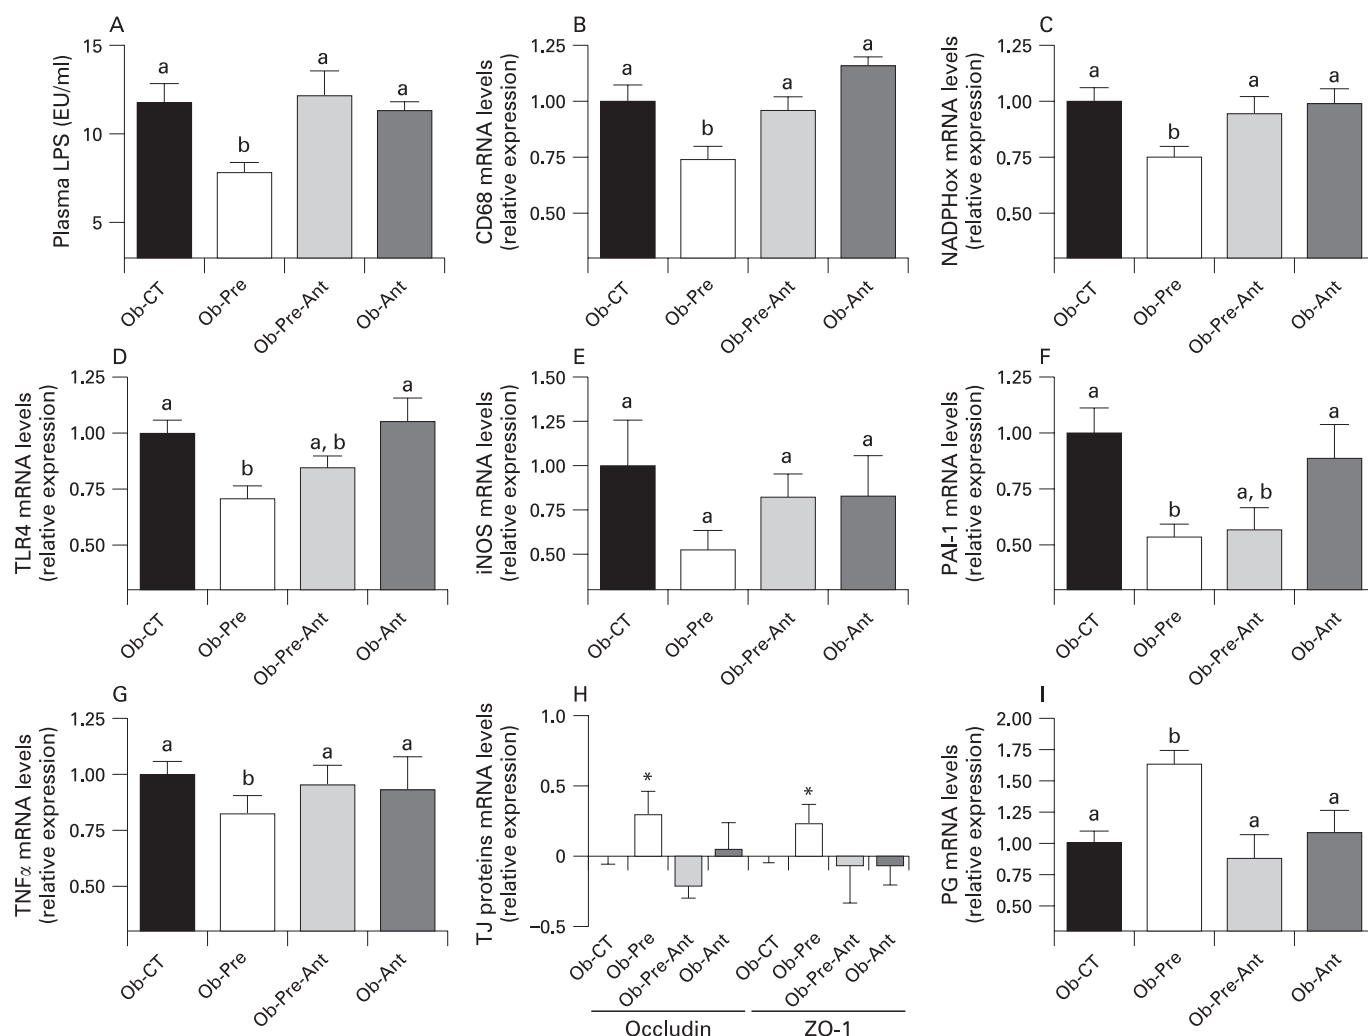 A
Plasma LPS (EU/ml)
15
10
5
a
b
a
a
Ob-CT
Ob-Pre
Ob-Pre-Ant
Ob-Ant
B
CD68 mRNA levels
(relative expression)
1.25
1.00
0.75
0.50
a
b
a
a
Ob-CT
Ob-Pre
Ob-Pre-Ant
Ob-Ant
C
NADPHox mRNA levels
(relative expression)
1.25
1.00
0.75
0.50
a
b
a
a
Ob-CT
Ob-Pre
Ob-Pre-Ant
Ob-Ant
D
TLR4 mRNA levels
(relative expression)
1.25
1.00
0.75
0.50
a
b
a, b
a
Ob-CT
Ob-Pre
Ob-Pre-Ant
Ob-Ant
E
iNOS mRNA levels
(relative expression)
1.50
1.25
1.00
0.75
0.50
a
a
a
a
Ob-CT
Ob-Pre
Ob-Pre-Ant
Ob-Ant
F
PAI-1 mRNA levels
(relative expression)
1.25
1.00
0.75
0.50
a
b
a, b
a
Ob-CT
Ob-Pre
Ob-Pre-Ant
Ob-Ant
G
TNFα mRNA levels
(relative expression)
1.25
1.00
0.75
0.50
a
b
a
a
Ob-CT
Ob-Pre
Ob-Pre-Ant
Ob-Ant
H
TJ proteins mRNA levels
(relative expression)
1.0
0.5
0
−0.5
*
*
Ob-CT
Ob-Pre
Ob-Pre-Ant
Ob-Ant
Ob-CT
Ob-Pre
Ob-Pre-Ant
Ob-Ant
Occludin
ZO-1
I
PG mRNA levels
(relative expression)
2.00
1.75
1.50
1.25
1.00
0.75
0.50
a
b
a
a
Ob-CT
Ob-Pre
Ob-Pre-Ant
Ob-Ant